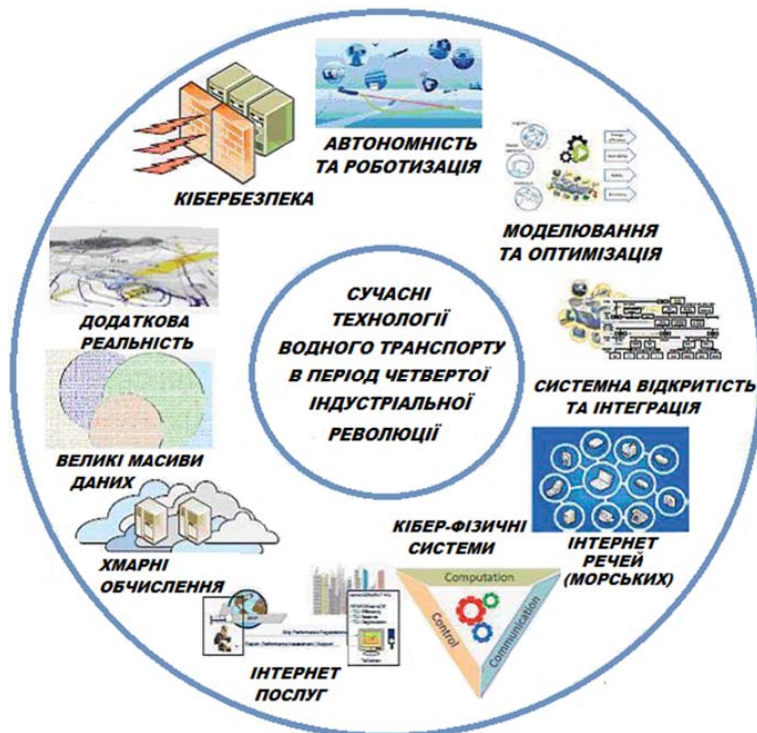 АВТОНОМНІСТЬ
ТА РОБОТИЗАЦІЯ
КІБЕРБЕЗПЕКА
МОДЕЛЮВАННЯ
ТА ОПТИМІЗАЦІЯ
ДОДАТКОВА
РЕАЛЬНІСТЬ
СУЧАСНІ
ТЕХНОЛОГІЇ
ВОДНОГО ТРАНСПОРТУ
В ПЕРІОД ЧЕТВЕРТОЇ
ІНДУСТРІАЛЬНОЇ
РЕВОЛЮЦІЇ
СИСТЕМНА ВІДКРИТІСТЬ
ТА ІНТЕГРАЦІЯ
ВЕЛИКІ МАСИВИ
ДАНИХ
ІНТЕРНЕТ
РЕЧЕЙ
(МОРСЬКИХ)
КІБЕР-ФІЗИЧНІ
СИСТЕМИ
Computation
Control
Communication
ХМАРНІ
ОБЧИСЛЕННЯ
ІНТЕРНЕТ
ПОСЛУГ